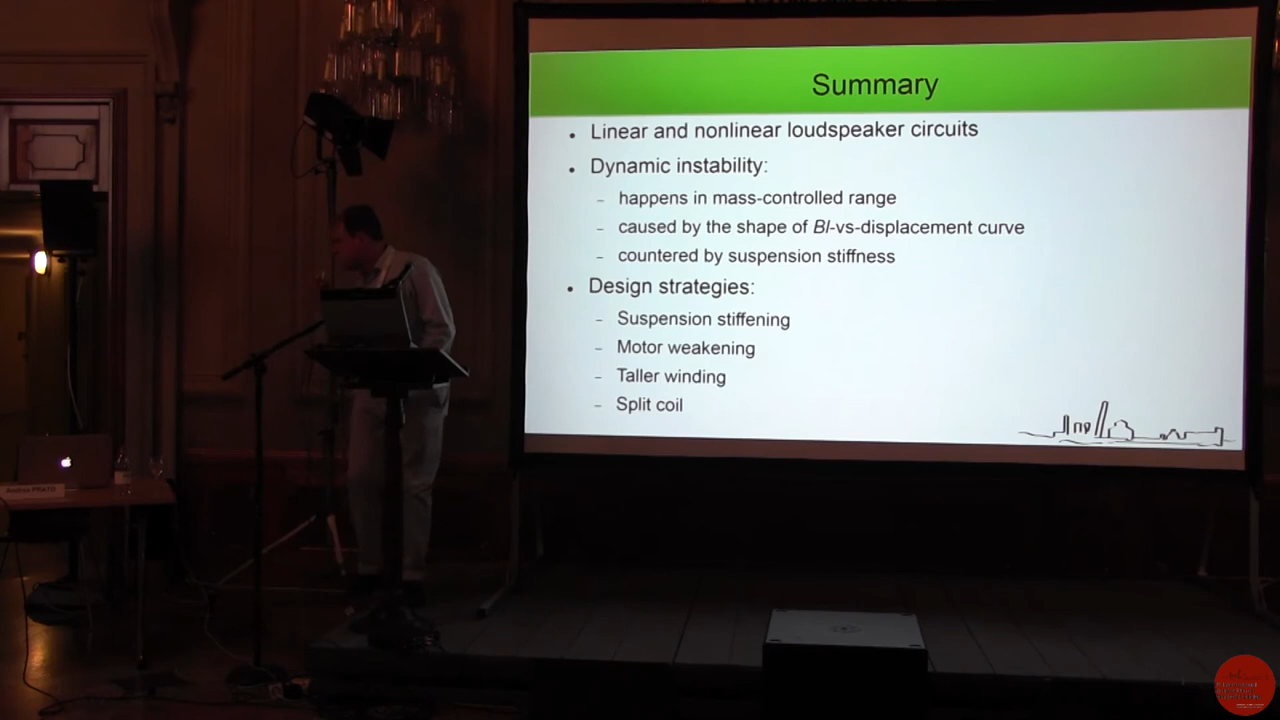 Summary
• Linear and nonlinear loudspeaker circuits
• Dynamic instability:
– happens in mass-controlled range
– caused by the shape of Bl-vs-displacement curve
– countered by suspension stiffness
• Design strategies:
– Suspension stiffening
– Motor weakening
– Taller winding
– Split coil